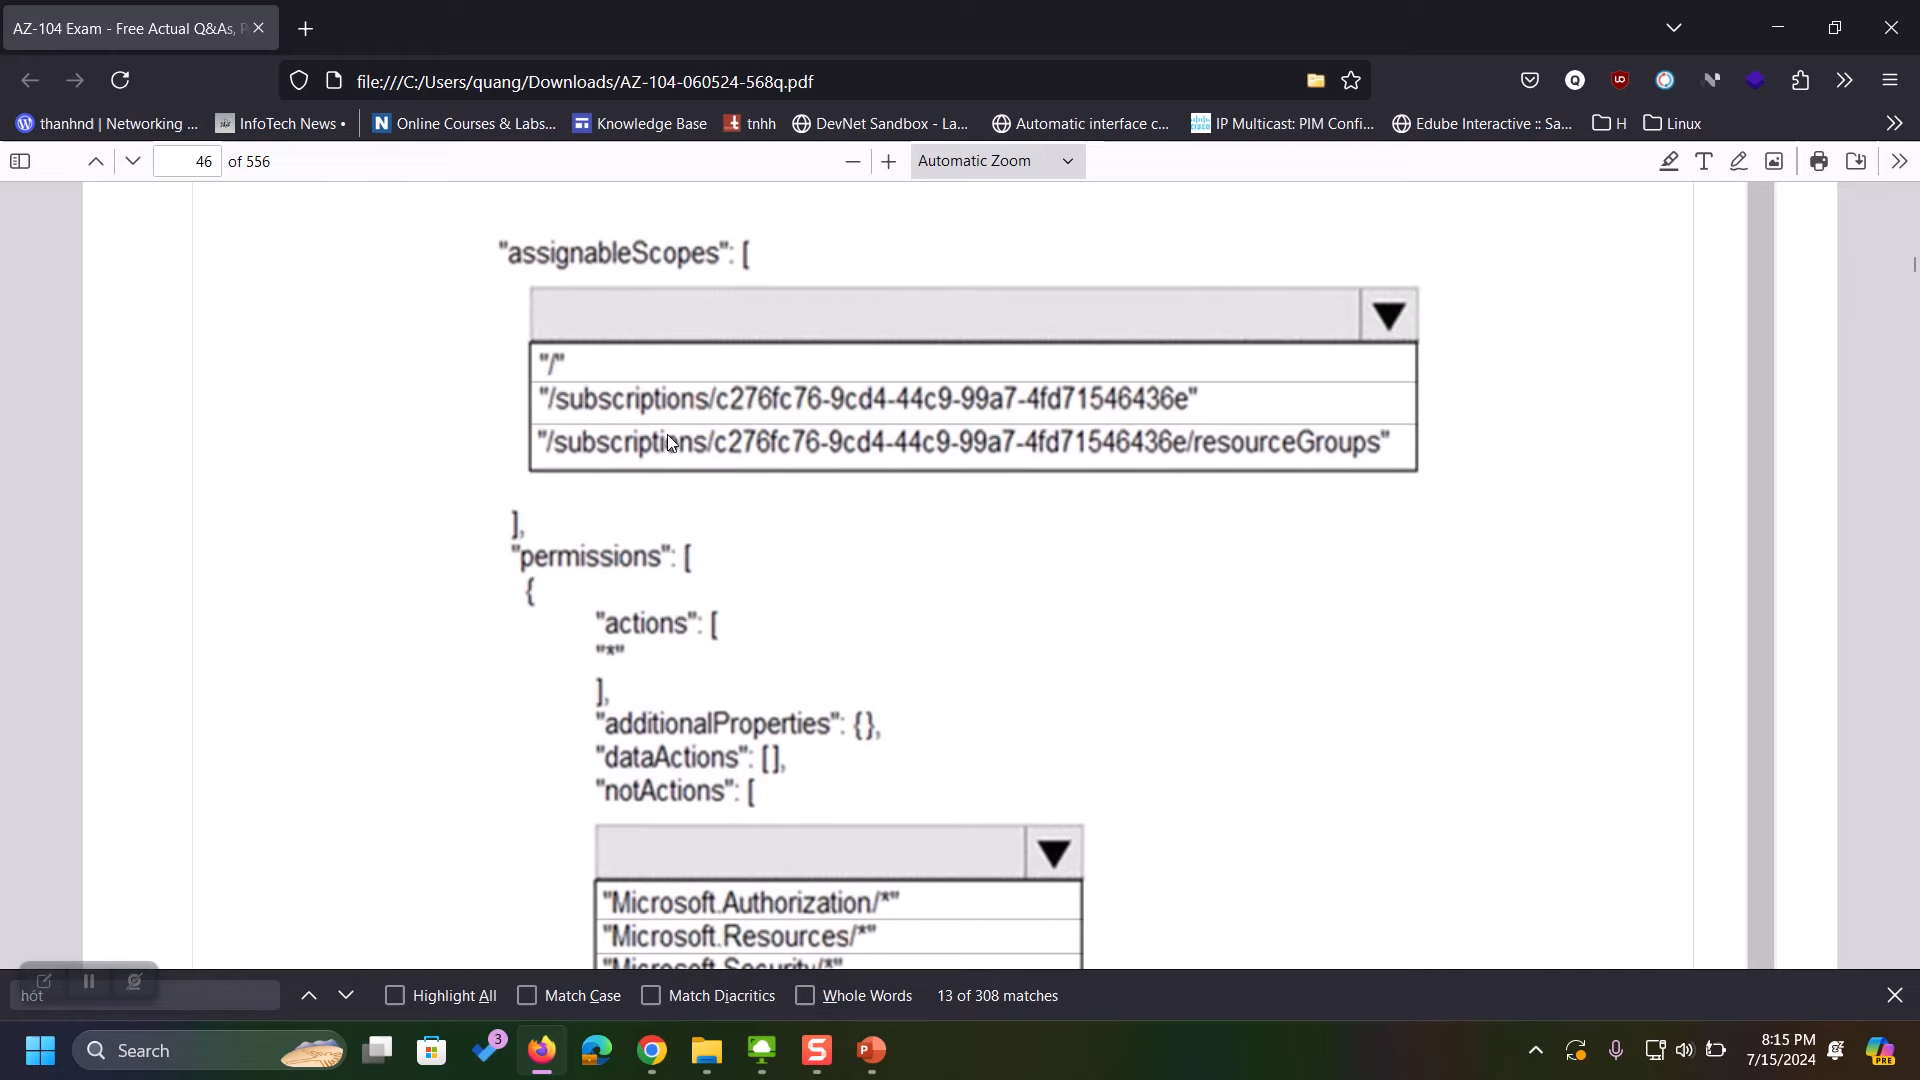 AZ-104 Exam - Free Actual Q&As, P
file:///C:/Users/quang/Downloads/AZ-104-060524-568q.pdf
thanhnd | Networking ... InfoTech News • Online Courses & Labs... Knowledge Base tnhh DevNet Sandbox - La... Automatic interface c... IP Multicast: PIM Confi... Edube Interactive :: Sa... H Linux
46 of 556 Automatic Zoom
"assignableScopes": [
"/"
"/subscriptions/c276fc76-9cd4-44c9-99a7-4fd71546436e"
"/subscriptions/c276fc76-9cd4-44c9-99a7-4fd71546436e/resourceGroups"
],
"permissions": [
{
"actions": [
"*"
],
"additionalProperties": {},
"dataActions": [],
"notActions": [
"Microsoft.Authorization/*"
"Microsoft.Resources/*"
"Microsoft.Security/*"
hót Highlight All Match Case Match Diacritics Whole Words 13 of 308 matches
Search 3 8:15 PM
7/15/2024